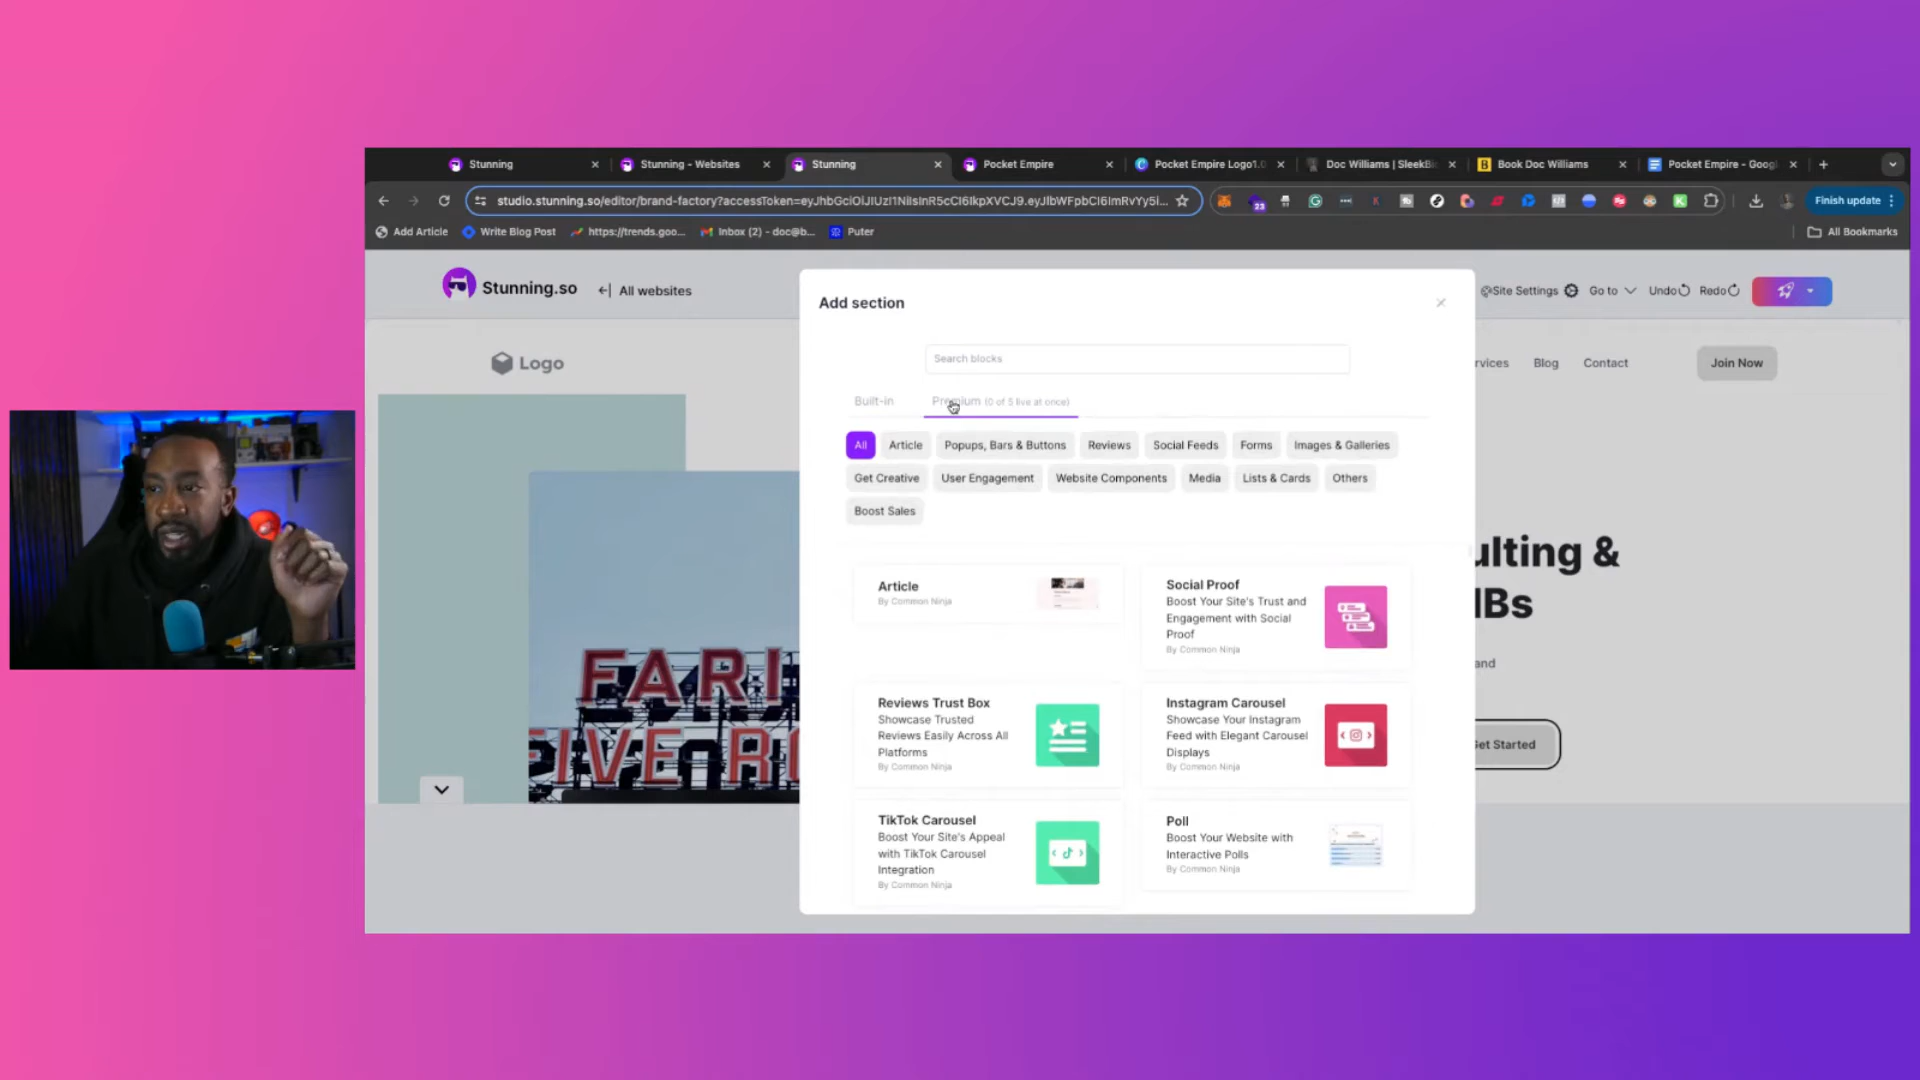 Stunning
Stunning - Websites
Stunning
Pocket Empire
Pocket Empire Logo1.0
Doc Williams | SleekBi
Book Doc Williams
Pocket Empire - Goog
studio.stunning.so/editor/brand-factory?accessToken=eyJhbGciOiJIUzI1NiIsInR5cCI6IkpXVCJ9.eyJlbWFpbCI6ImRvYy5i...
23
Finish update
Add Article
Write Blog Post
https://trends.goo...
Inbox (2) - doc@b...
Puter
All Bookmarks
Stunning.so
All websites
Add section
Site Settings
Go to
Undo
Redo
Logo
Search blocks
rvices
Blog
Contact
Join Now
Built-in
Premium (0 of 5 live at once)
All
Article
Popups, Bars & Buttons
Reviews
Social Feeds
Forms
Images & Galleries
Get Creative
User Engagement
Website Components
Media
Lists & Cards
Others
Boost Sales
ulting &
IBs
and
Get Started
Article
By Common Ninja
Social Proof
Boost Your Site's Trust and
Engagement with Social
Proof
By Common Ninja
Reviews Trust Box
Showcase Trusted
Reviews Easily Across All
Platforms
By Common Ninja
Instagram Carousel
Showcase Your Instagram
Feed with Elegant Carousel
Displays
By Common Ninja
TikTok Carousel
Boost Your Site's Appeal
with TikTok Carousel
Integration
By Common Ninja
Poll
Boost Your Website with
Interactive Polls
By Common Ninja
FARI
FIVE RO